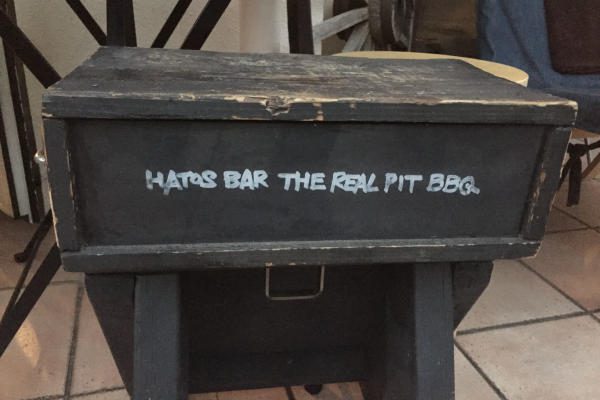 HATOS BAR THE REAL PIT BBQ